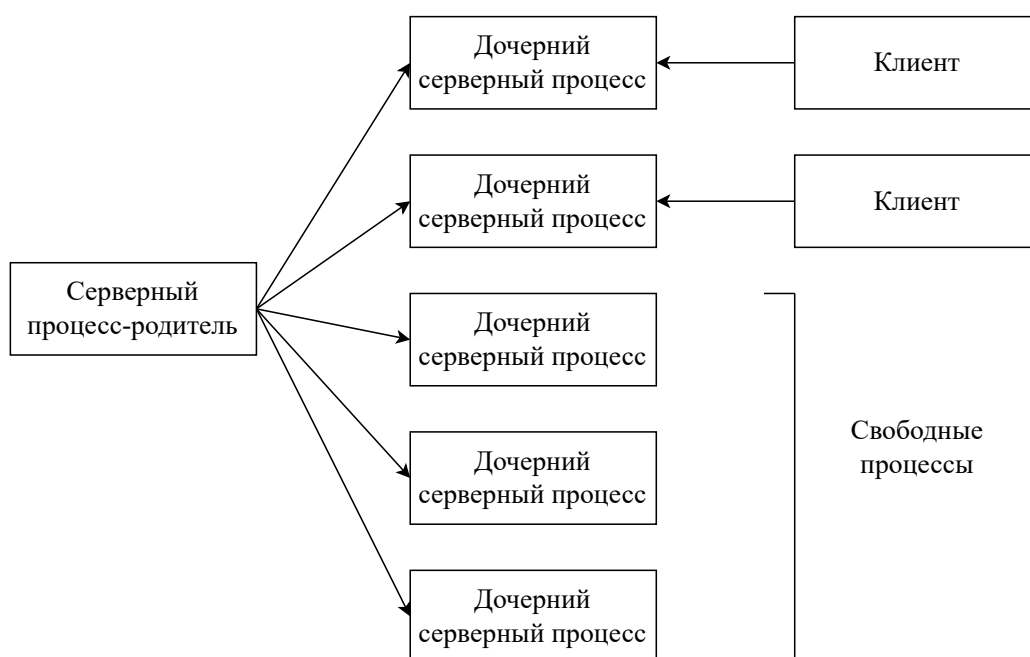 Дочерний
серверный процесс
Клиент
Дочерний
серверный процесс
Клиент
Серверный
процесс-родитель
Дочерний
серверный процесс
Свободные
процессы
Дочерний
серверный процесс
Дочерний
серверный процесс